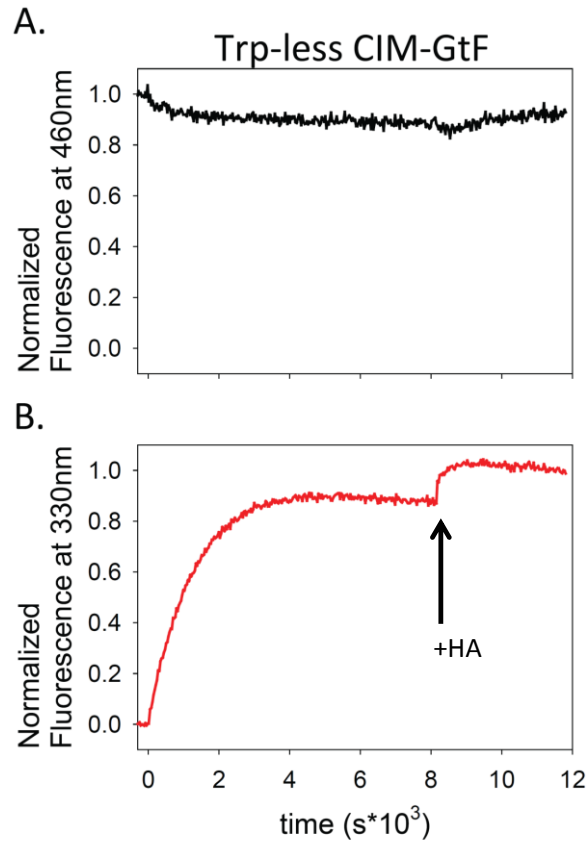 A.
Trp-less CIM-GtF
Normalized
Fluorescence at 460nm
1.0
0.8
0.6
0.4
0.2
0.0
B.
Normalized
Fluorescence at 330nm
1.0
0.8
0.6
0.4
0.2
0.0
+HA
0 2 4 6 8 10 12
time (s*10³)